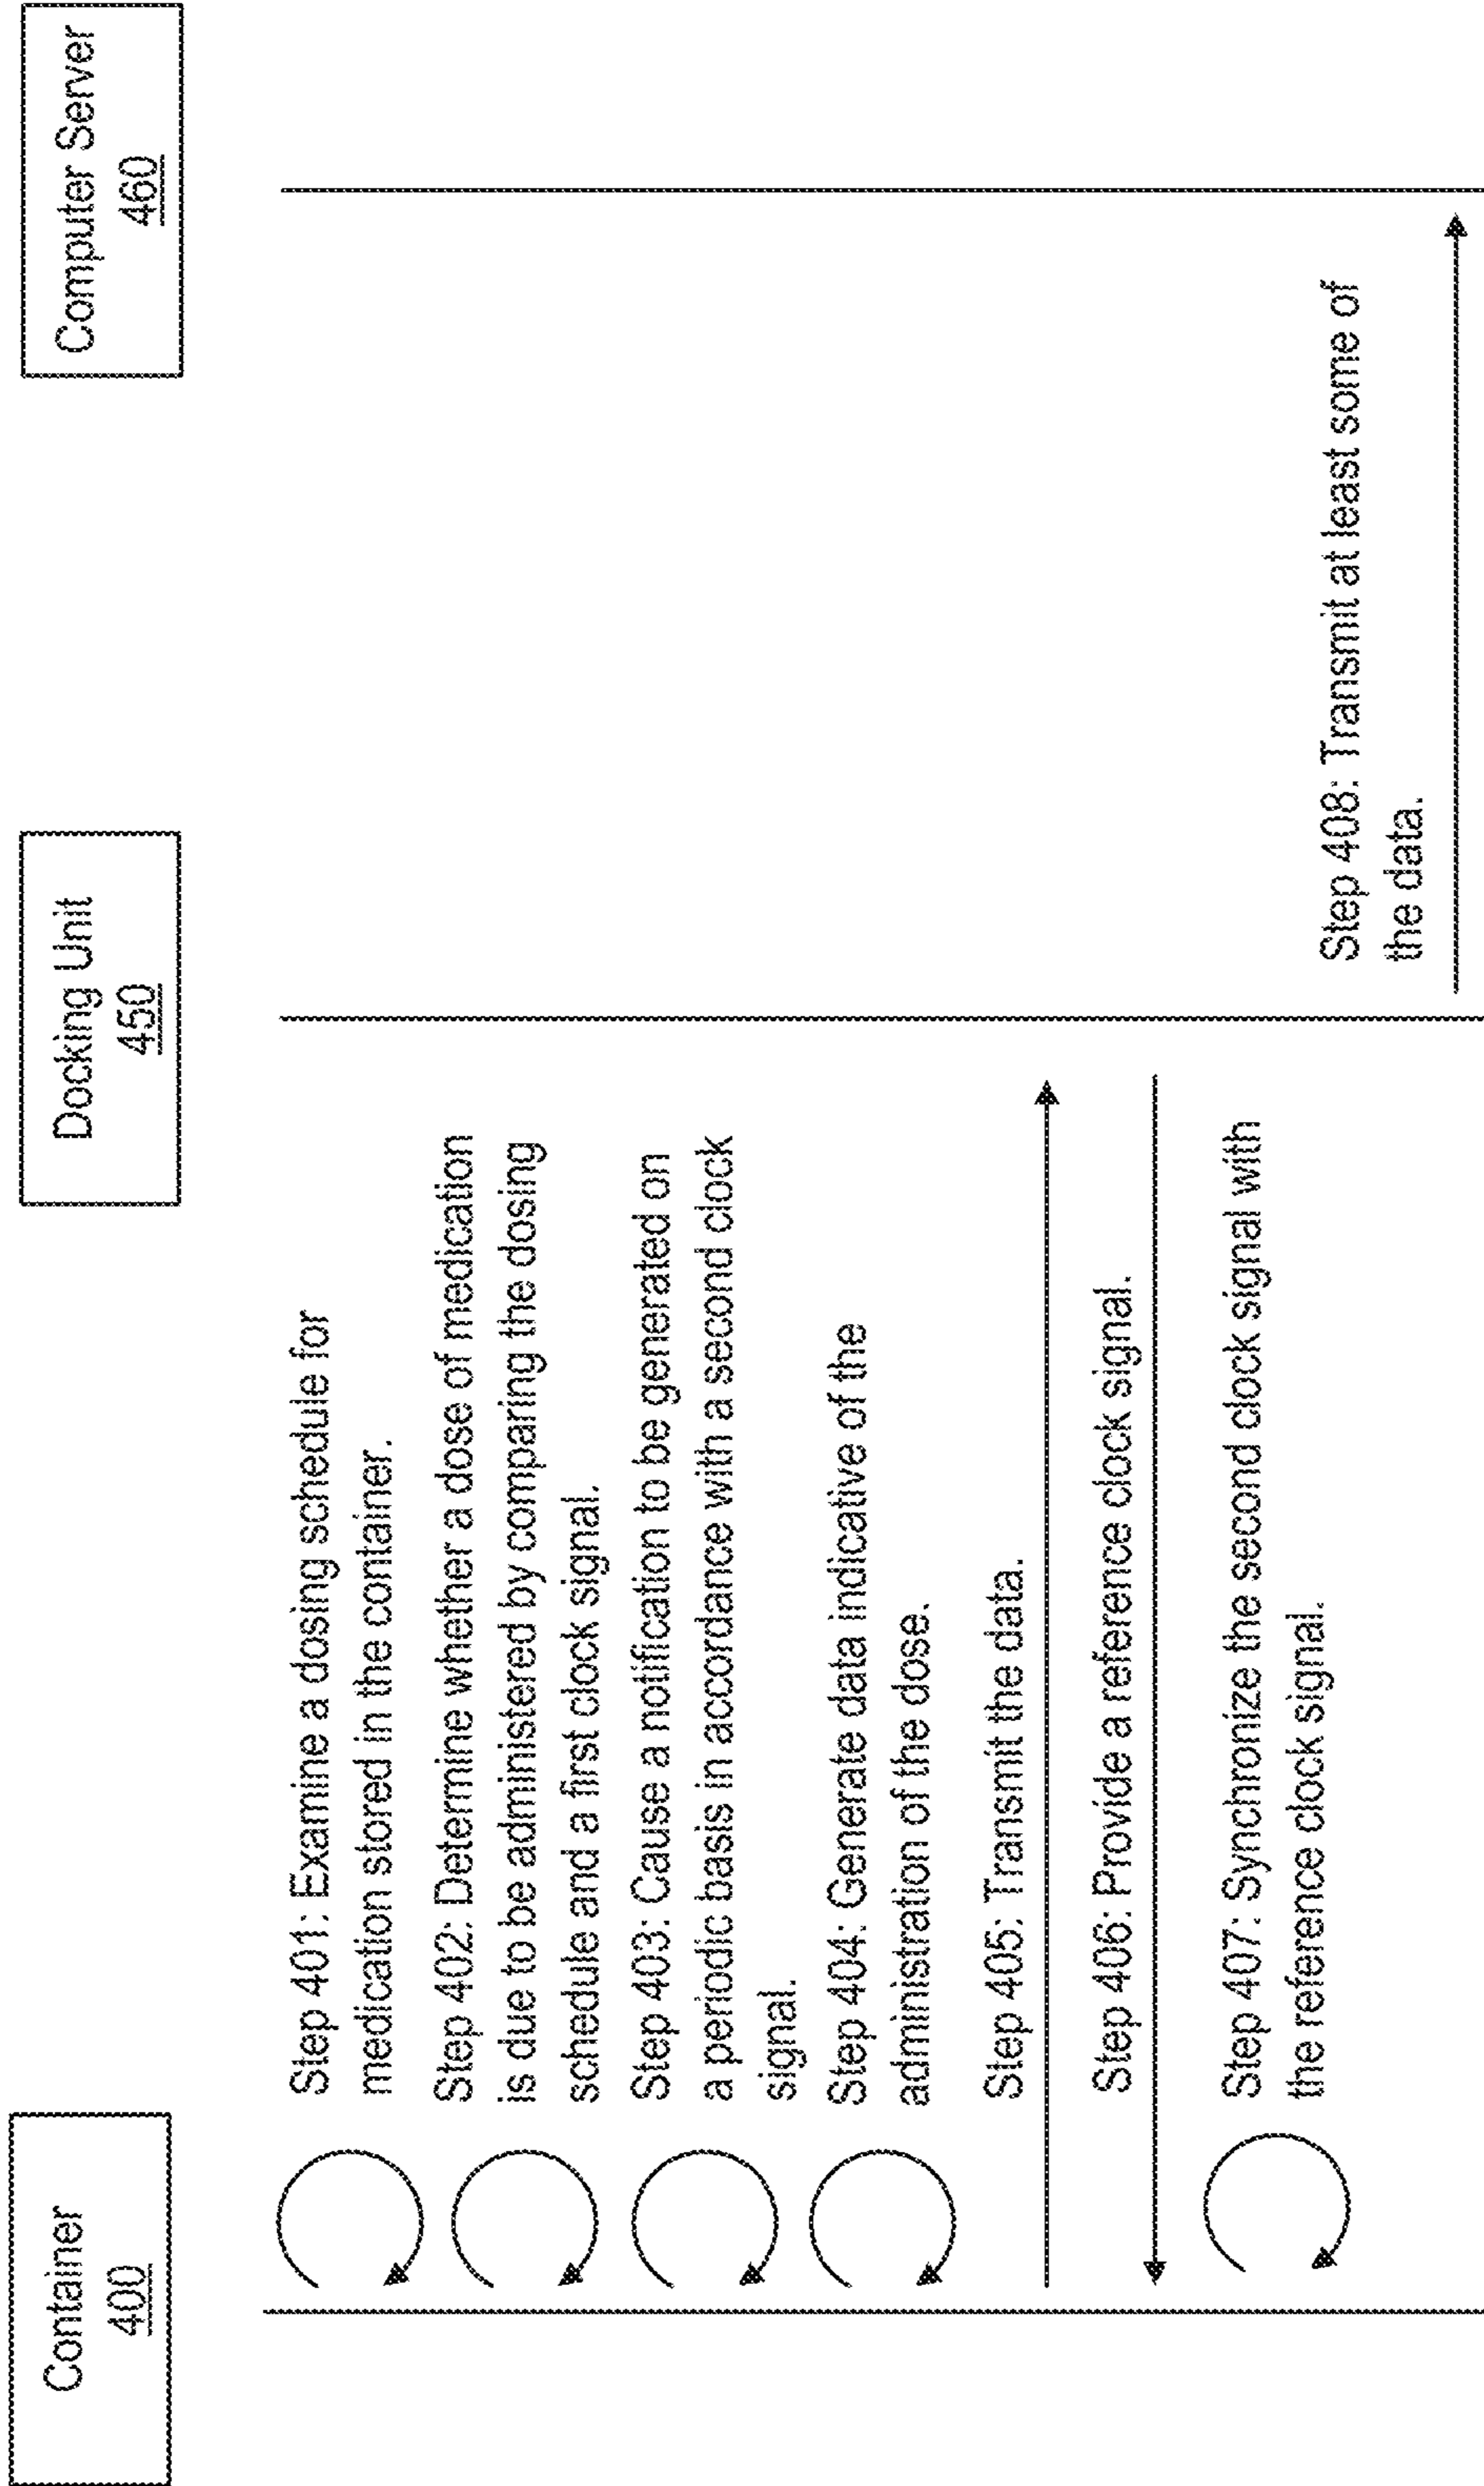 Container
400
Docking Unit
450
Computer Server
460
Step 401: Examine a dosing schedule for
medication stored in the container.
Step 402: Determine whether a dose of medication
is due to be administered by comparing the dosing
schedule and a first clock signal.
Step 403: Cause a notification to be generated on
a periodic basis in accordance with a second clock
signal.
Step 404: Generate data indicative of the
administration of the dose.
Step 405: Transmit the data.
Step 406: Provide a reference clock signal.
Step 407: Synchronize the second clock signal with
the reference clock signal.
Step 408: Transmit at least some of
the data.